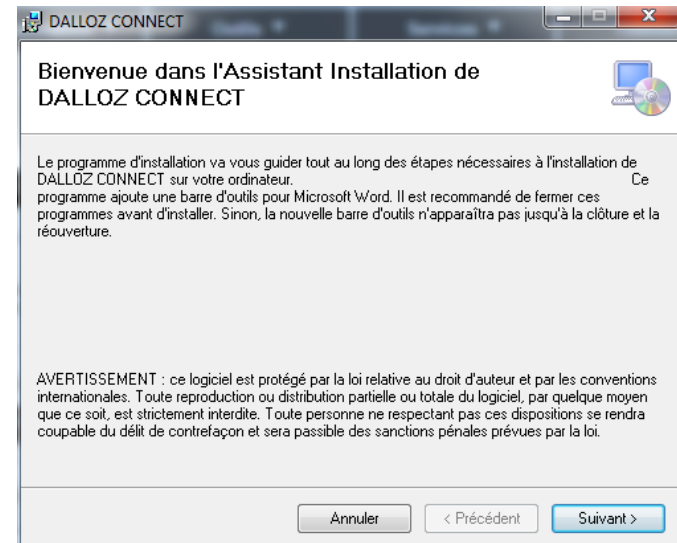 DALLOZ CONNECT
Bienvenue dans l'Assistant Installation de
DALLOZ CONNECT
Le programme d'installation va vous guider tout au long des étapes nécessaires à l'installation de
DALLOZ CONNECT sur votre ordinateur. Ce
programme ajoute une barre d'outils pour Microsoft Word. Il est recommandé de fermer ces
programmes avant d'installer. Sinon, la nouvelle barre d'outils n'apparaîtra pas jusqu'à la clôture et la
réouverture.
AVERTISSEMENT : ce logiciel est protégé par la loi relative au droit d'auteur et par les conventions
internationales. Toute reproduction ou distribution partielle ou totale du logiciel, par quelque moyen
que ce soit, est strictement interdite. Toute personne ne respectant pas ces dispositions se rendra
coupable du délit de contrefaçon et sera passible des sanctions pénales prévues par la loi.
Annuler < Précédent Suivant >